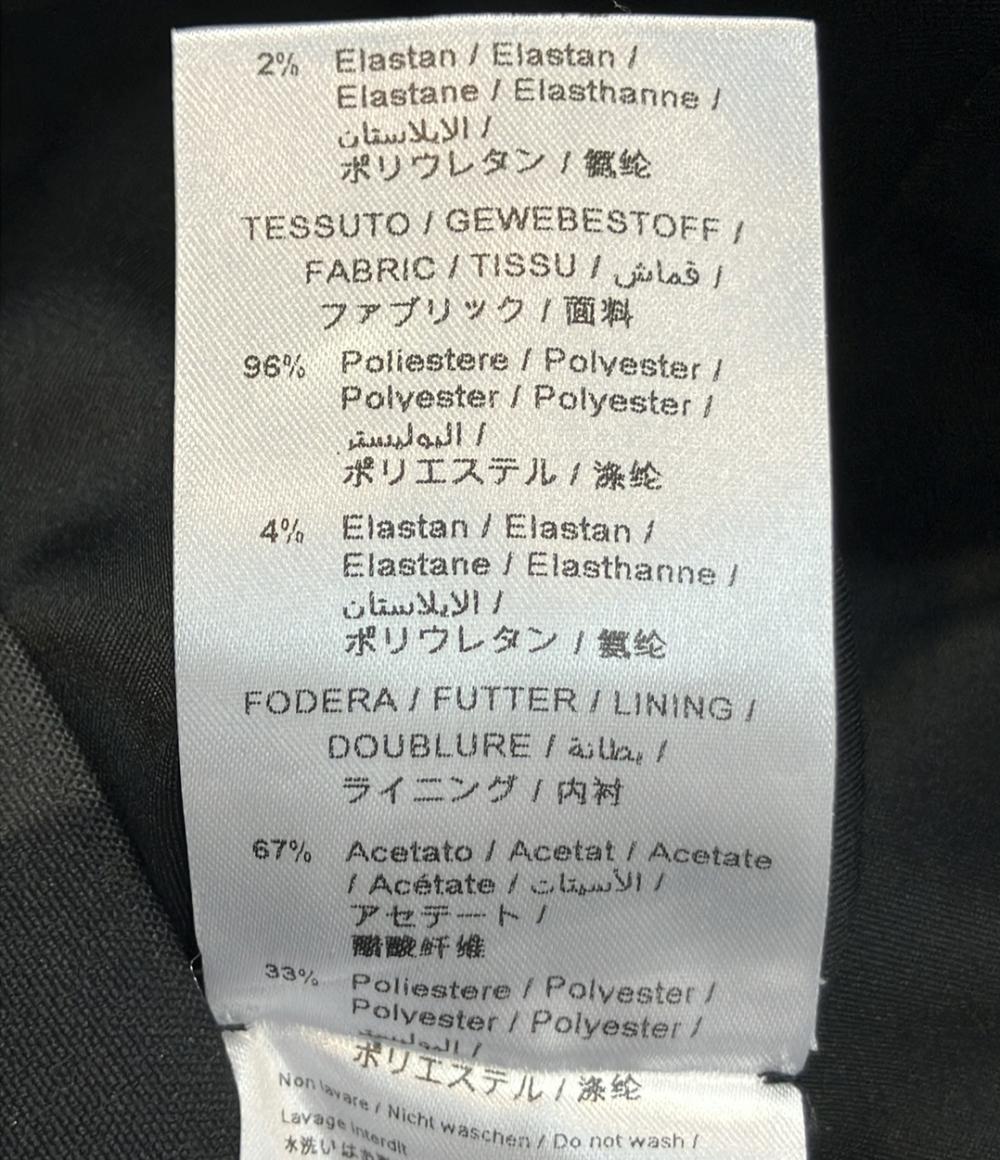 2% Elastan / Elastan /
Elastane / Elasthanne /
الايلاستان /
ポリウレタン / 氨纶
TESSUTO / GEWEBESTOFF /
FABRIC / TISSU / قماش /
ファブリック / 面料
96% Poliestere / Polyester /
Polyester / Polyester /
البوليستر /
ポリエステル / 涤纶
4% Elastan / Elastan /
Elastane / Elasthanne /
الايلاستان /
ポリウレタン / 氨纶
FODERA / FUTTER / LINING /
DOUBLURE / بطانة /
ライニング / 内衬
67% Acetato / Acetat / Acetate
/ Acétate / الأسيتات /
アセテート /
醋酸纤维
33% Poliestere / Polyester /
Polyester / Polyester /
ポリエステル / 涤纶
Non lavare / Nicht waschen / Do not wash /
Lavage interdit
水洗いは